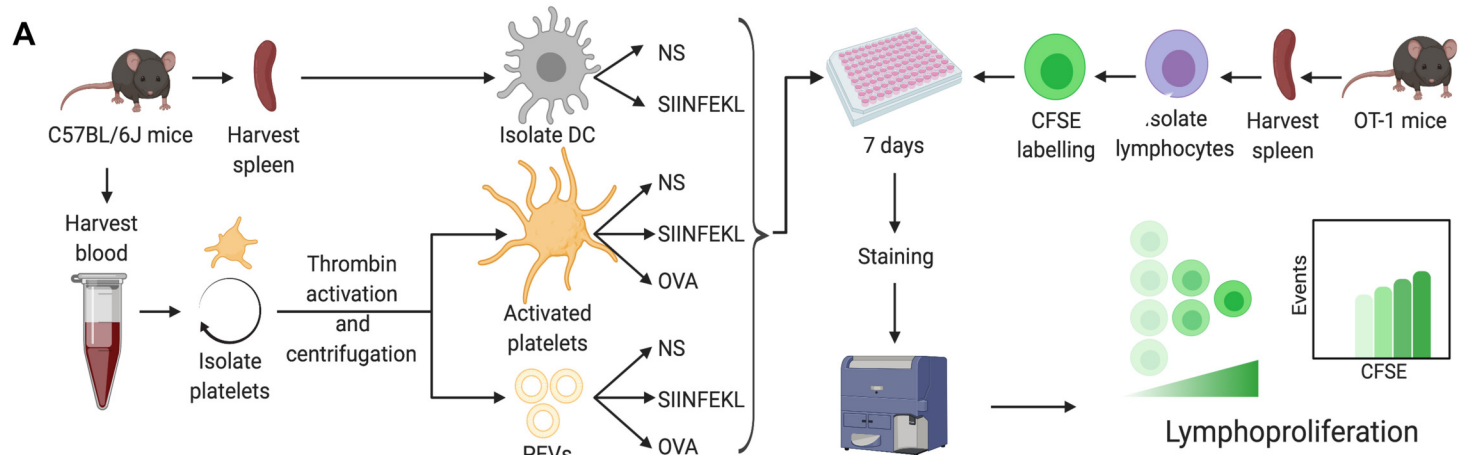 A
C57BL/6J mice
Harvest
spleen
Isolate DC
NS
SIINFEKL
Harvest
blood
Isolate
platelets
Thrombin
activation
and
centrifugation
Activated
platelets
NS
SIINFEKL
OVA
PEVs
NS
SIINFEKL
OVA
7 days
CFSE
labelling
Isolate
lymphocytes
Harvest
spleen
OT-1 mice
Staining
Events
CFSE
Lymphoproliferation